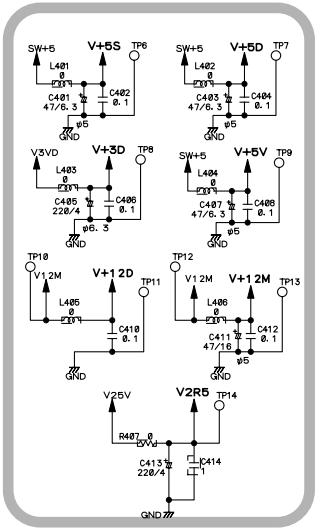 SW+5 V+5S TP6
L401
0
C401
47/6.3
φ5
C402
0.1
GND
SW+5 V+5D TP7
L402
0
C403
47/6.3
φ5
C404
0.1
GND
V3VD V+3D TP8
L403
0
C405
220/4
φ6.3
C406
0.1
GND
SW+5 V+5V TP9
L404
0
C407
47/6.3
φ5
C408
0.1
GND
TP10
V12M V+12D TP11
L405
0
C410
0.1
GND
TP12
V12M V+12M TP13
L406
0
C411
47/16
φ5
C412
0.1
GND
V25V V2R5 TP14
R407 0
C413
220/4
C414
1
GND